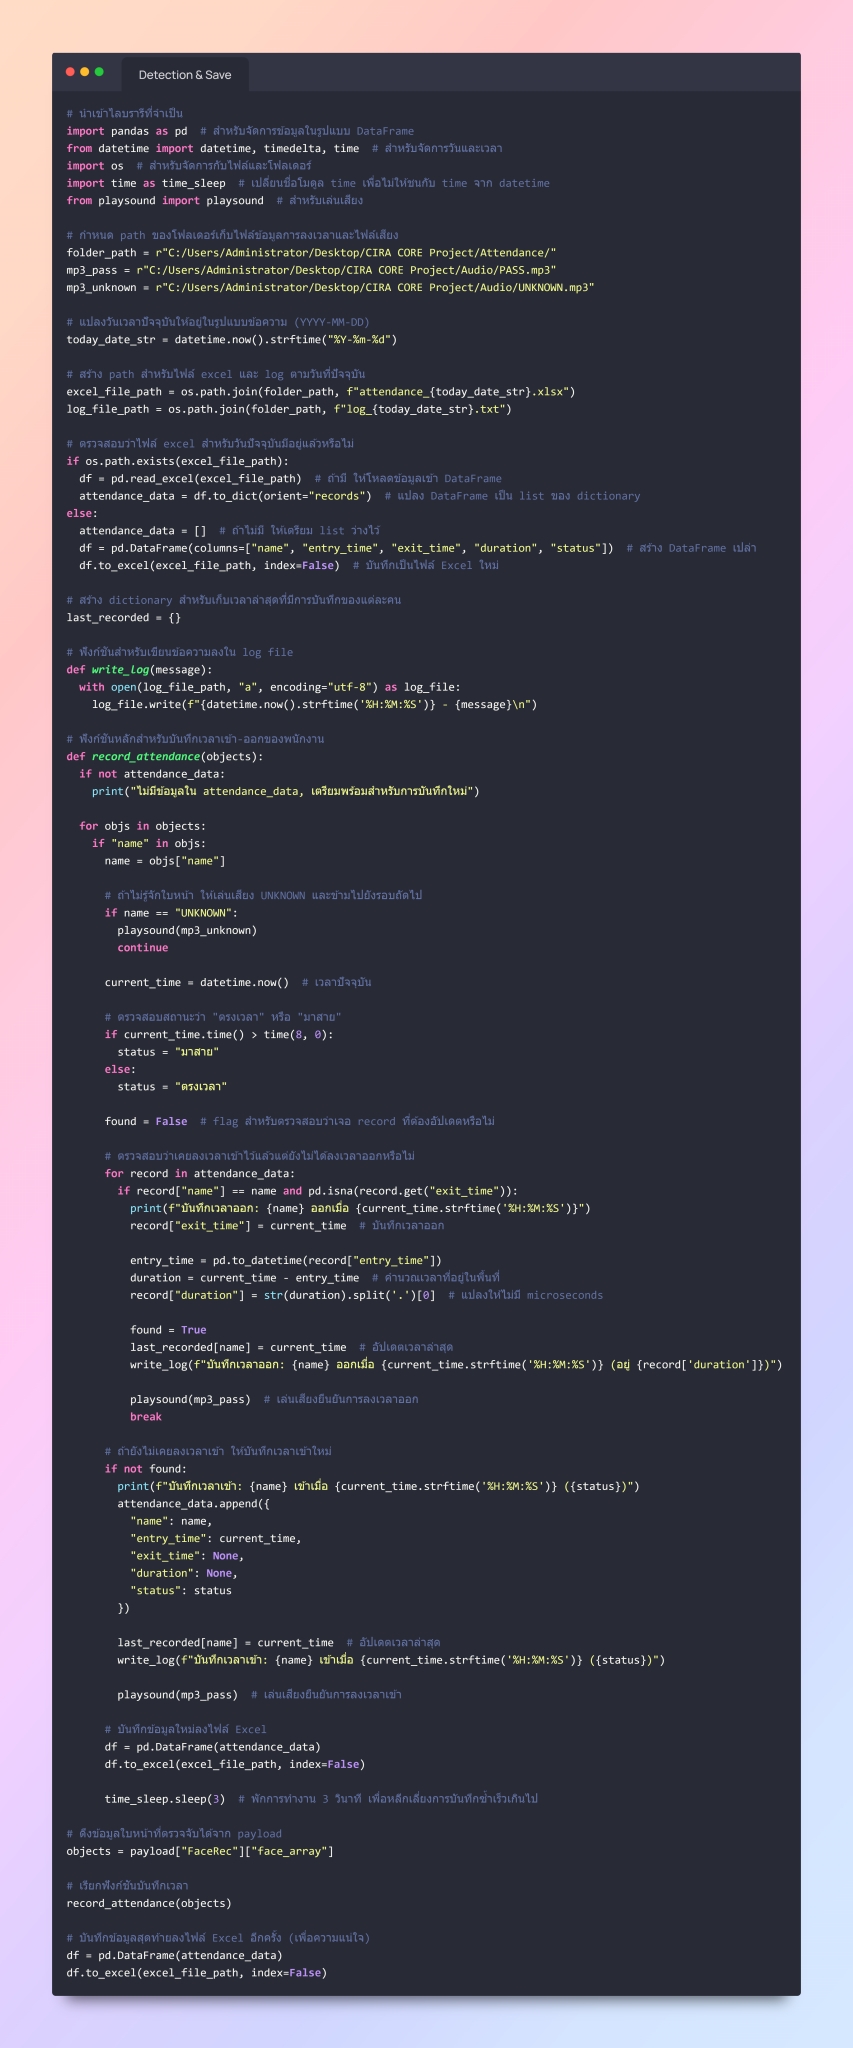 Detection & Save
# นำเข้าไลบรารีที่จำเป็น
import pandas as pd  # สำหรับจัดการข้อมูลในรูปแบบ DataFrame
from datetime import datetime, timedelta, time  # สำหรับจัดการวันและเวลา
import os  # สำหรับจัดการกับไฟล์และโฟลเดอร์
import time as time_sleep  # เปลี่ยนชื่อโมดูล time เพื่อไม่ให้ชนกับ time จาก datetime
from playsound import playsound  # สำหรับเล่นเสียง
# กำหนด path ของโฟลเดอร์เก็บไฟล์ข้อมูลการลงเวลาและไฟล์เสียง
folder_path = r"C:/Users/Administrator/Desktop/CIRA CORE Project/Attendance/"
mp3_pass = r"C:/Users/Administrator/Desktop/CIRA CORE Project/Audio/PASS.mp3"
mp3_unknown = r"C:/Users/Administrator/Desktop/CIRA CORE Project/Audio/UNKNOWN.mp3"
# แปลงวันเวลาปัจจุบันให้อยู่ในรูปแบบข้อความ (YYYY-MM-DD)
today_date_str = datetime.now().strftime("%Y-%m-%d")
# สร้าง path สำหรับไฟล์ excel และ log ตามวันที่ปัจจุบัน
excel_file_path = os.path.join(folder_path, f"attendance_{today_date_str}.xlsx")
log_file_path = os.path.join(folder_path, f"log_{today_date_str}.txt")
# ตรวจสอบว่าไฟล์ excel สำหรับวันปัจจุบันมีอยู่แล้วหรือไม่
if os.path.exists(excel_file_path):
  df = pd.read_excel(excel_file_path)  # ถ้ามี ให้โหลดข้อมูลเข้า DataFrame
  attendance_data = df.to_dict(orient="records")  # แปลง DataFrame เป็น list ของ dictionary
else:
  attendance_data = []  # ถ้าไม่มี ให้เตรียม list ว่างไว้
  df = pd.DataFrame(columns=["name", "entry_time", "exit_time", "duration", "status"])  # สร้าง DataFrame เปล่า
  df.to_excel(excel_file_path, index=False)  # บันทึกเป็นไฟล์ Excel ใหม่
# สร้าง dictionary สำหรับเก็บเวลาล่าสุดที่มีการบันทึกของแต่ละคน
last_recorded = {}
# ฟังก์ชันสำหรับเขียนข้อความลงใน log file
def write_log(message):
  with open(log_file_path, "a", encoding="utf-8") as log_file:
    log_file.write(f"{datetime.now().strftime('%H:%M:%S')} - {message}\n")
# ฟังก์ชันหลักสำหรับบันทึกเวลาเข้า-ออกของพนักงาน
def record_attendance(objects):
  if not attendance_data:
    print("ไม่มีข้อมูลใน attendance_data, เตรียมพร้อมสำหรับการบันทึกใหม่")
  for objs in objects:
    if "name" in objs:
      name = objs["name"]
      # ถ้าไม่รู้จักใบหน้า ให้เล่นเสียง UNKNOWN และข้ามไปยังรอบถัดไป
      if name == "UNKNOWN":
        playsound(mp3_unknown)
        continue
      current_time = datetime.now()  # เวลาปัจจุบัน
      # ตรวจสอบสถานะว่า "ตรงเวลา" หรือ "มาสาย"
      if current_time.time() > time(8, 0):
        status = "มาสาย"
      else:
        status = "ตรงเวลา"
      found = False  # flag สำหรับตรวจสอบว่าเจอ record ที่ต้องอัปเดตหรือไม่
      # ตรวจสอบว่าเคยลงเวลาเข้าไว้แล้วแต่ยังไม่ได้ลงเวลาออกหรือไม่
      for record in attendance_data:
        if record["name"] == name and pd.isna(record.get("exit_time")):
          print(f"บันทึกเวลาออก: {name} ออกเมื่อ {current_time.strftime('%H:%M:%S')}")
          record["exit_time"] = current_time  # บันทึกเวลาออก
          entry_time = pd.to_datetime(record["entry_time"])
          duration = current_time - entry_time  # คำนวณเวลาที่อยู่ในพื้นที่
          record["duration"] = str(duration).split('.')[0]  # แปลงให้ไม่มี microseconds
          found = True
          last_recorded[name] = current_time  # อัปเดตเวลาล่าสุด
          write_log(f"บันทึกเวลาออก: {name} ออกเมื่อ {current_time.strftime('%H:%M:%S')} (อยู่ {record['duration']})")
          playsound(mp3_pass)  # เล่นเสียงยืนยันการลงเวลาออก
          break
      # ถ้ายังไม่เคยลงเวลาเข้า ให้บันทึกเวลาเข้าใหม่
      if not found:
        print(f"บันทึกเวลาเข้า: {name} เข้าเมื่อ {current_time.strftime('%H:%M:%S')} ({status})")
        attendance_data.append({
          "name": name,
          "entry_time": current_time,
          "exit_time": None,
          "duration": None,
          "status": status
        })
        last_recorded[name] = current_time  # อัปเดตเวลาล่าสุด
        write_log(f"บันทึกเวลาเข้า: {name} เข้าเมื่อ {current_time.strftime('%H:%M:%S')} ({status})")
        playsound(mp3_pass)  # เล่นเสียงยืนยันการลงเวลาเข้า
      # บันทึกข้อมูลใหม่ลงไฟล์ Excel
      df = pd.DataFrame(attendance_data)
      df.to_excel(excel_file_path, index=False)
      time_sleep.sleep(3)  # พักการทำงาน 3 วินาที เพื่อหลีกเลี่ยงการบันทึกซ้ำเร็วเกินไป
# ดึงข้อมูลใบหน้าที่ตรวจจับได้จาก payload
objects = payload["FaceRec"]["face_array"]
# เรียกฟังก์ชันบันทึกเวลา
record_attendance(objects)
# บันทึกข้อมูลสุดท้ายลงไฟล์ Excel อีกครั้ง (เพื่อความแน่ใจ)
df = pd.DataFrame(attendance_data)
df.to_excel(excel_file_path, index=False)